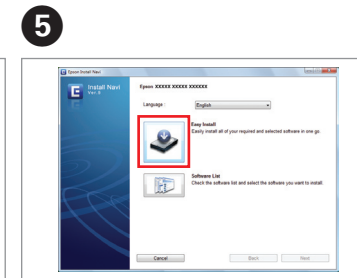 5
Epson Install Navi
Install Navi
Epson XXXXX XXXXX XXXXXX
Language :
English
Easy Install
Easily install all of your required and selected software in one go.
Software List
Check the software list and select the software you want to install.
Cancel
Back
Next